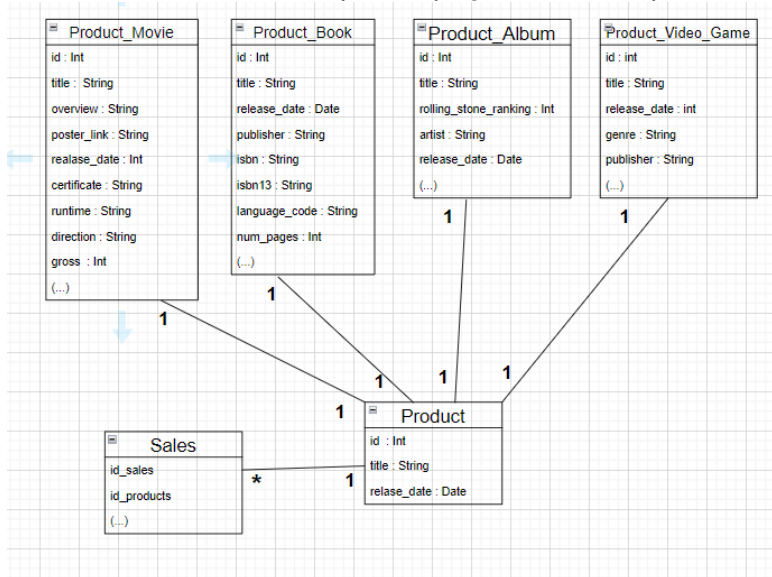 Product_Movie
id : Int
title : String
overview : String
poster_link : String
realase_date : Int
certificate : String
runtime : String
direction : String
gross : Int
(...)
Product_Book
id : Int
title : String
release_date : Date
publisher : String
isbn : String
isbn13 : String
language_code : String
num_pages : Int
(...)
Product_Album
id : Int
title : String
rolling_stone_ranking : Int
artist : String
release_date : Date
(...)
Product_Video_Game
id : int
title : String
release_date : int
genre : String
publisher : String
(...)
1
1
1
1
1
1
1
1
Product
id : Int
title : String
relase_date : Date
Sales
id_sales
id_products
(...)
*
1